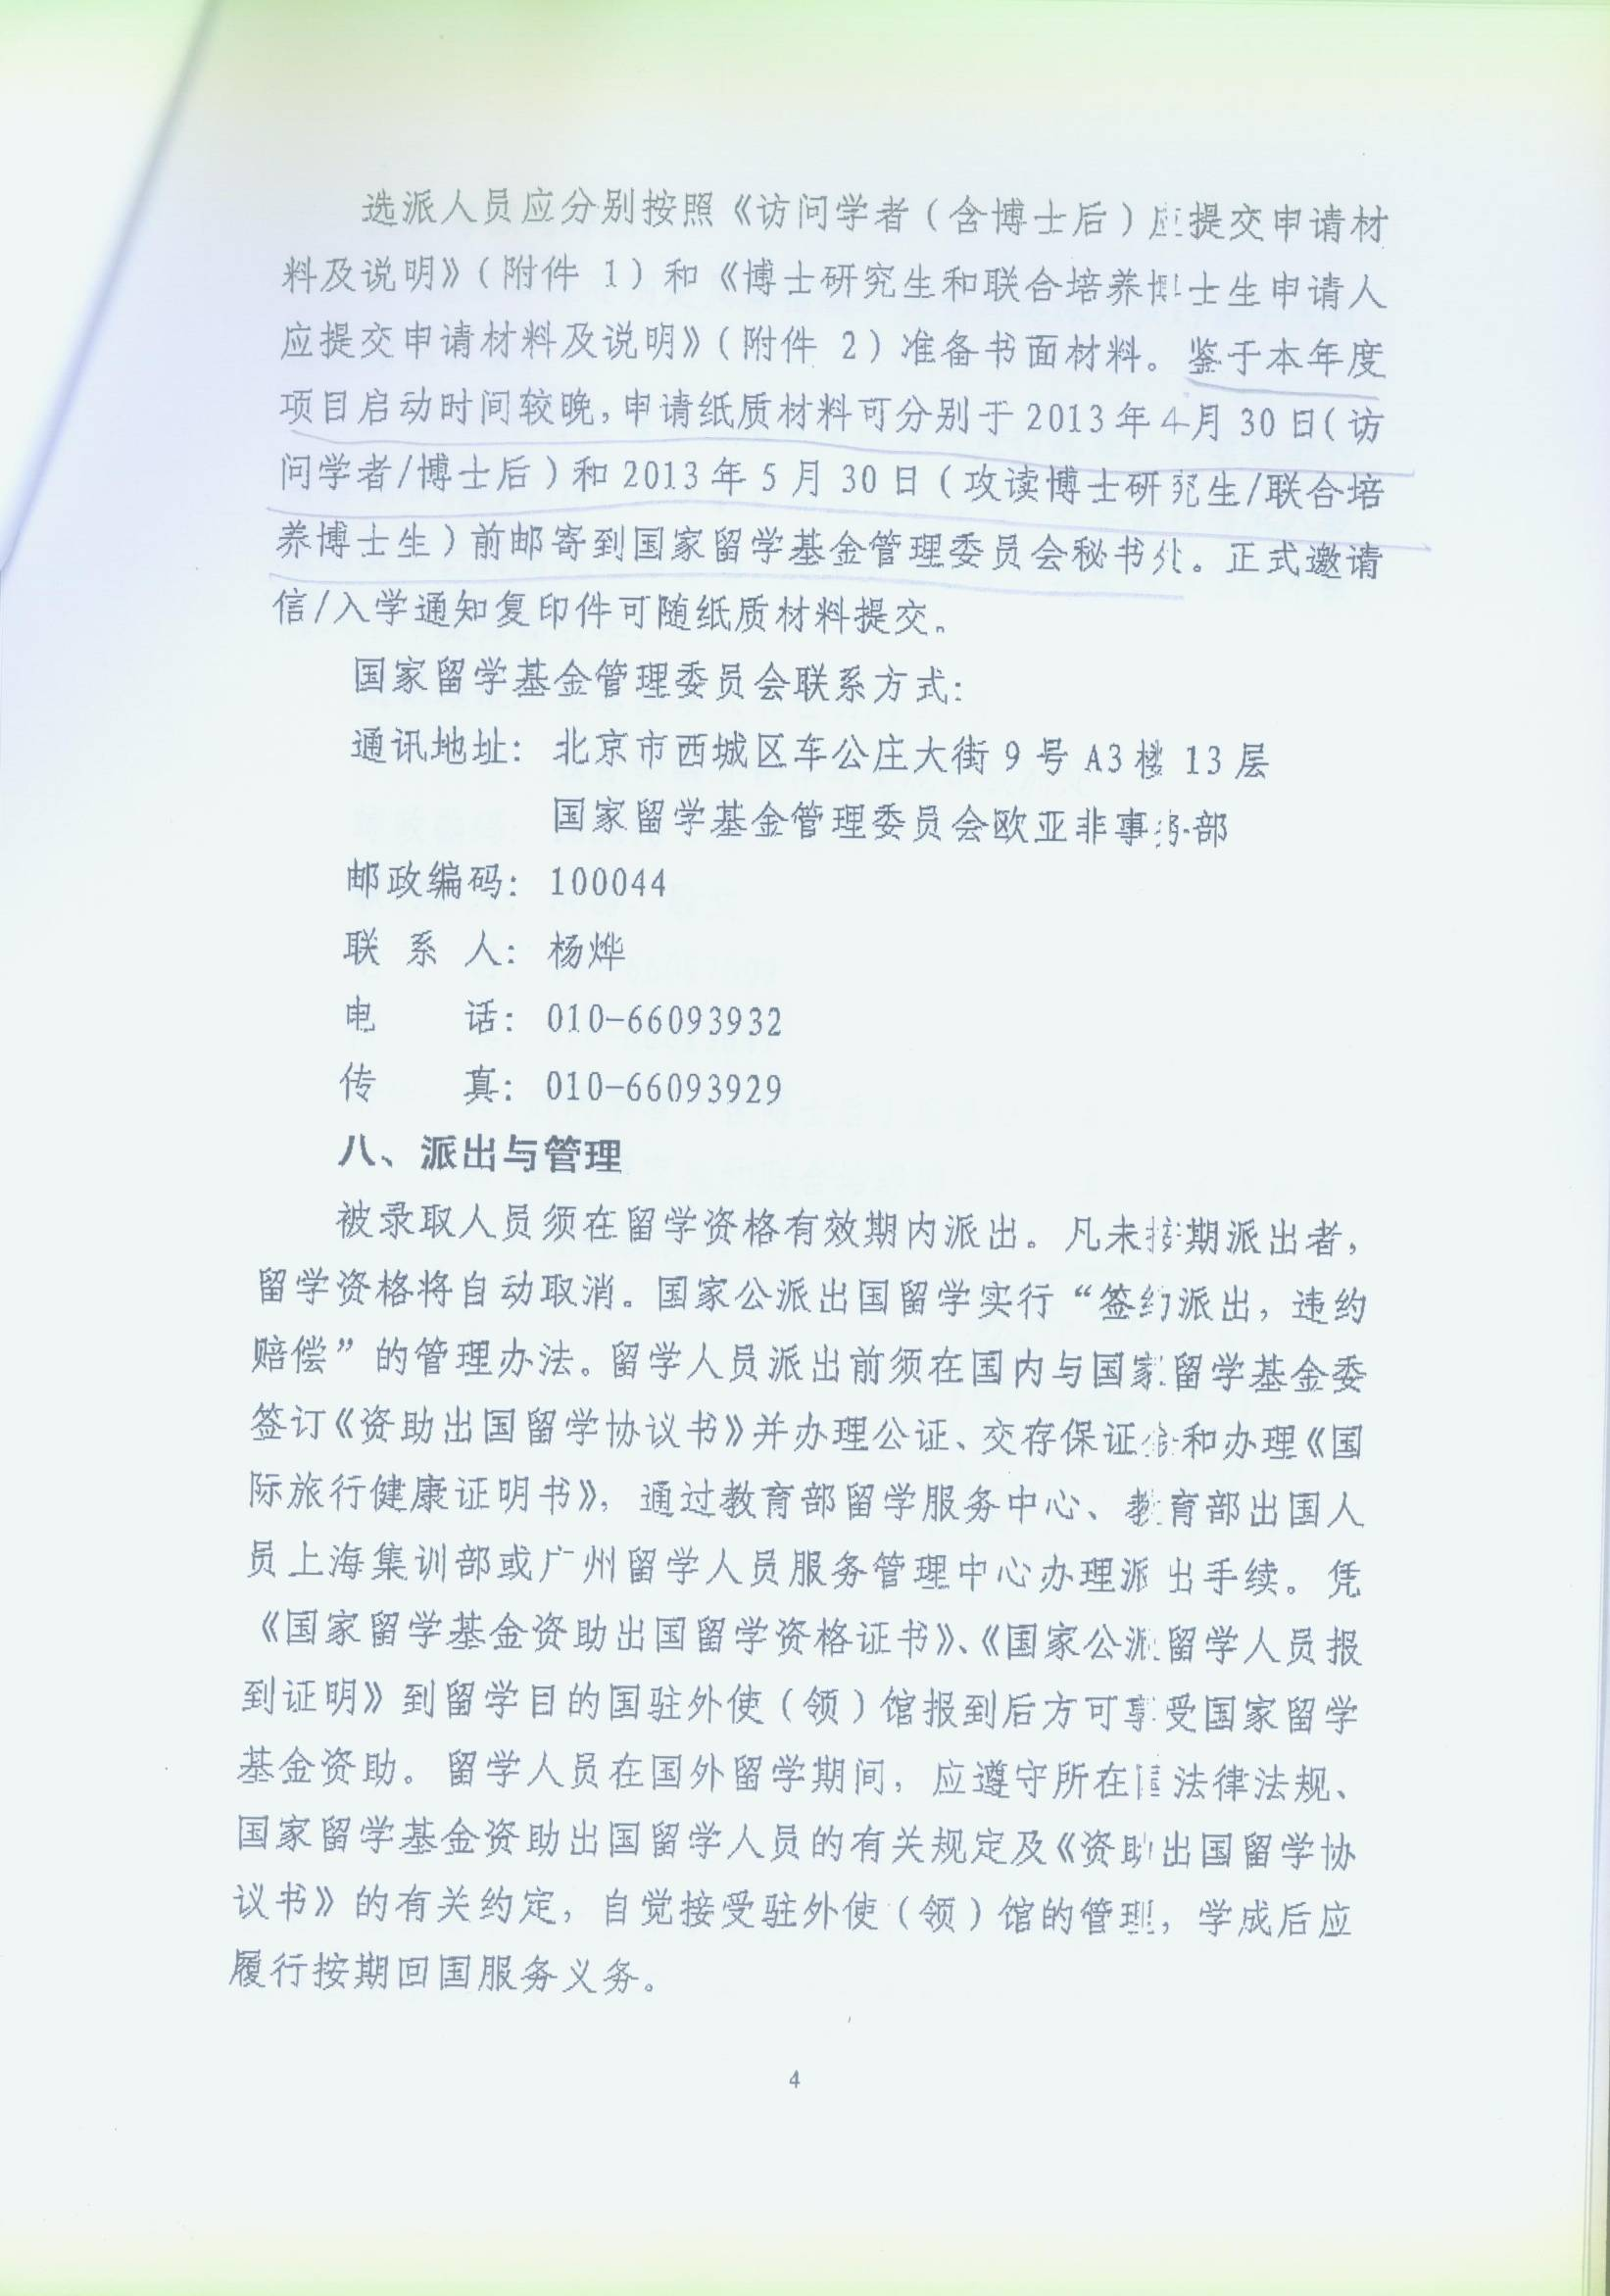 选派人员应分别按照《访问学者（含博士后）应提交申请材
料及说明》（附件 1）和《博士研究生和联合培养博士生申请人
应提交申请材料及说明》（附件 2）准备书面材料。鉴于本年度
项目启动时间较晚，申请纸质材料可分别于 2013 年 4 月 30 日（访
问学者/博士后）和 2013 年 5 月 30 日（攻读博士研究生/联合培
养博士生）前邮寄到国家留学基金管理委员会秘书处。正式邀请
信/入学通知复印件可随纸质材料提交。
国家留学基金管理委员会联系方式：
通讯地址： 北京市西城区车公庄大街 9 号 A3 楼 13 层
国家留学基金管理委员会欧亚非事务部
邮政编码： 100044
联 系 人： 杨烨
电 话： 010-66093932
传 真： 010-66093929
八、派出与管理
被录取人员须在留学资格有效期内派出。凡未按期派出者，
留学资格将自动取消。国家公派出国留学实行“签约派出，违约
赔偿”的管理办法。留学人员派出前须在国内与国家留学基金委
签订《资助出国留学协议书》并办理公证、交存保证金和办理《国
际旅行健康证明书》，通过教育部留学服务中心、教育部出国人
员上海集训部或广州留学人员服务管理中心办理派出手续。凭
《国家留学基金资助出国留学资格证书》、《国家公派留学人员报
到证明》到留学目的国驻外使（领）馆报到后方可享受国家留学
基金资助。留学人员在国外留学期间，应遵守所在国法律法规、
国家留学基金资助出国留学人员的有关规定及《资助出国留学协
议书》的有关约定，自觉接受驻外使（领）馆的管理，学成后应
履行按期回国服务义务。
4